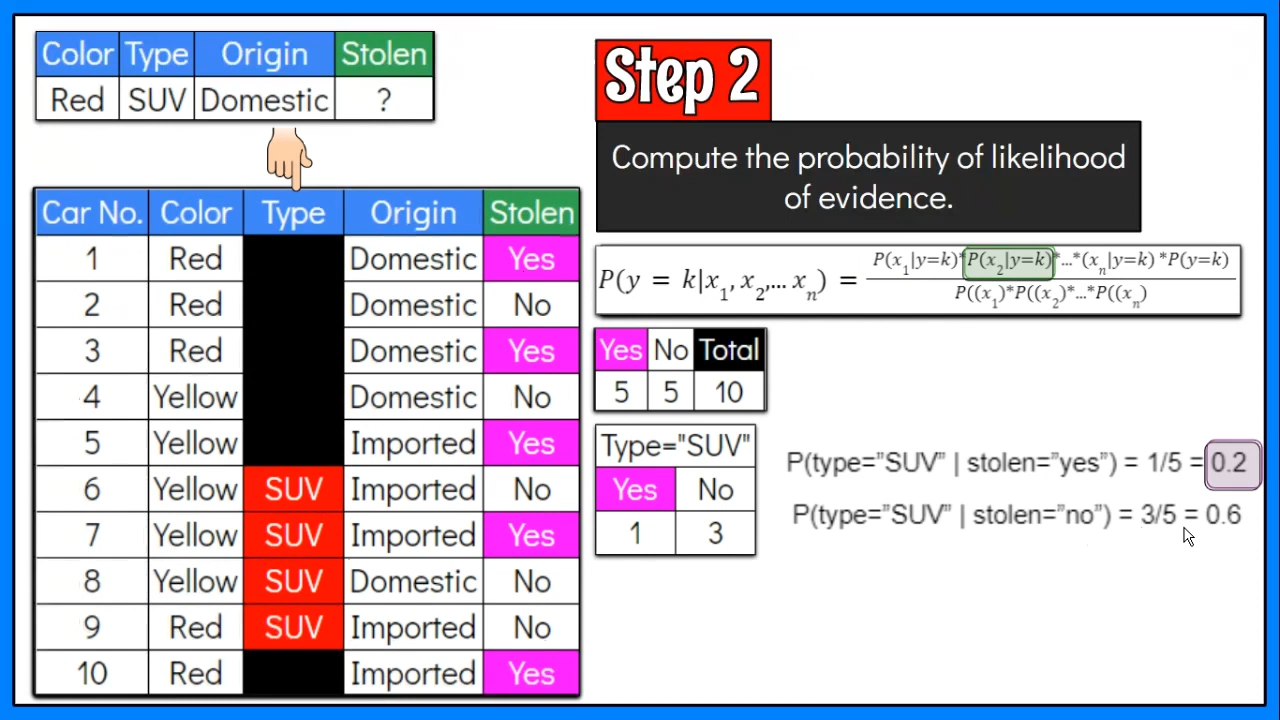 Color Type Origin Stolen
Red SUV Domestic ?
Step 2
Compute the probability of likelihood
of evidence.
P(y = k|x1, x2,... xn) = P(x1|y=k)*P(x2|y=k)*...*(xn|y=k) *P(y=k)
P((x1)*P((x2)*...*P((xn)
Car No. Color Type Origin Stolen
1 Red Domestic Yes
2 Red Domestic No
3 Red Domestic Yes
4 Yellow Domestic No
5 Yellow Imported Yes
6 Yellow SUV Imported No
7 Yellow SUV Imported Yes
8 Yellow SUV Domestic No
9 Red SUV Imported No
10 Red Imported Yes
Yes No Total
5 5 10
Type="SUV"
Yes No
1 3
P(type=”SUV” | stolen=”yes”) = 1/5 = 0.2
P(type=”SUV” | stolen=”no”) = 3/5 = 0.6